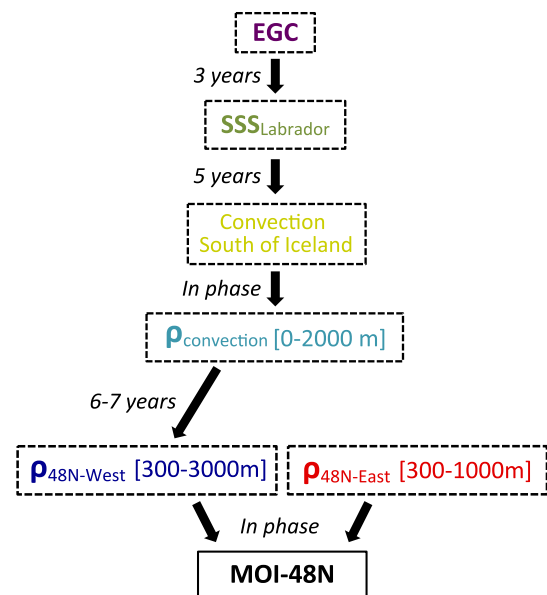 EGC
3 years
SSSLabrador
5 years
Convection
South of Iceland
In phase
ρconvection [0-2000 m]
6-7 years
ρ48N-West [300-3000m]
ρ48N-East [300-1000m]
In phase
MOI-48N